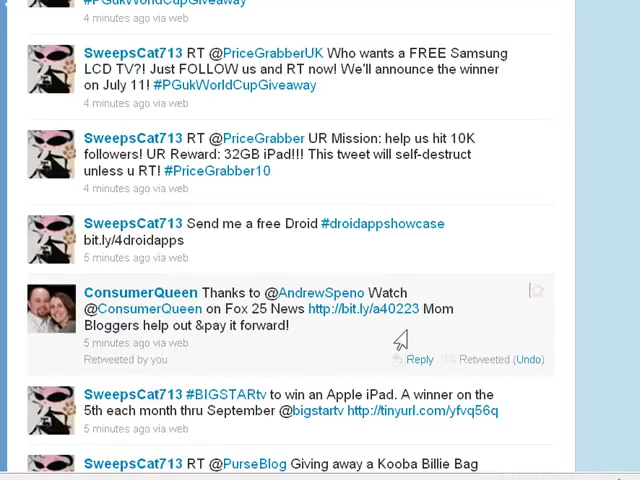 #PGukWorldCupGiveaway
4 minutes ago via web
SweepsCat713 RT @PriceGrabberUK Who wants a FREE Samsung
LCD TV?! Just FOLLOW us and RT now! We'll announce the winner
on July 11! #PGukWorldCupGiveaway
4 minutes ago via web
SweepsCat713 RT @PriceGrabber UR Mission: help us hit 10K
followers! UR Reward: 32GB iPad!!! This tweet will self-destruct
unless u RT! #PriceGrabber10
4 minutes ago via web
SweepsCat713 Send me a free Droid #droidappshowcase
bit.ly/4droidapps
5 minutes ago via web
ConsumerQueen Thanks to @AndrewSpeno Watch
@ConsumerQueen on Fox 25 News http://bit.ly/a40223 Mom
Bloggers help out &pay it forward!
5 minutes ago via web
Retweeted by you Reply Retweeted (Undo)
SweepsCat713 #BIGSTARtv to win an Apple iPad. A winner on the
5th each month thru September @bigstartv http://tinyurl.com/yfvq56q
5 minutes ago via web
SweepsCat713 RT @PurseBlog Giving away a Kooba Billie Bag